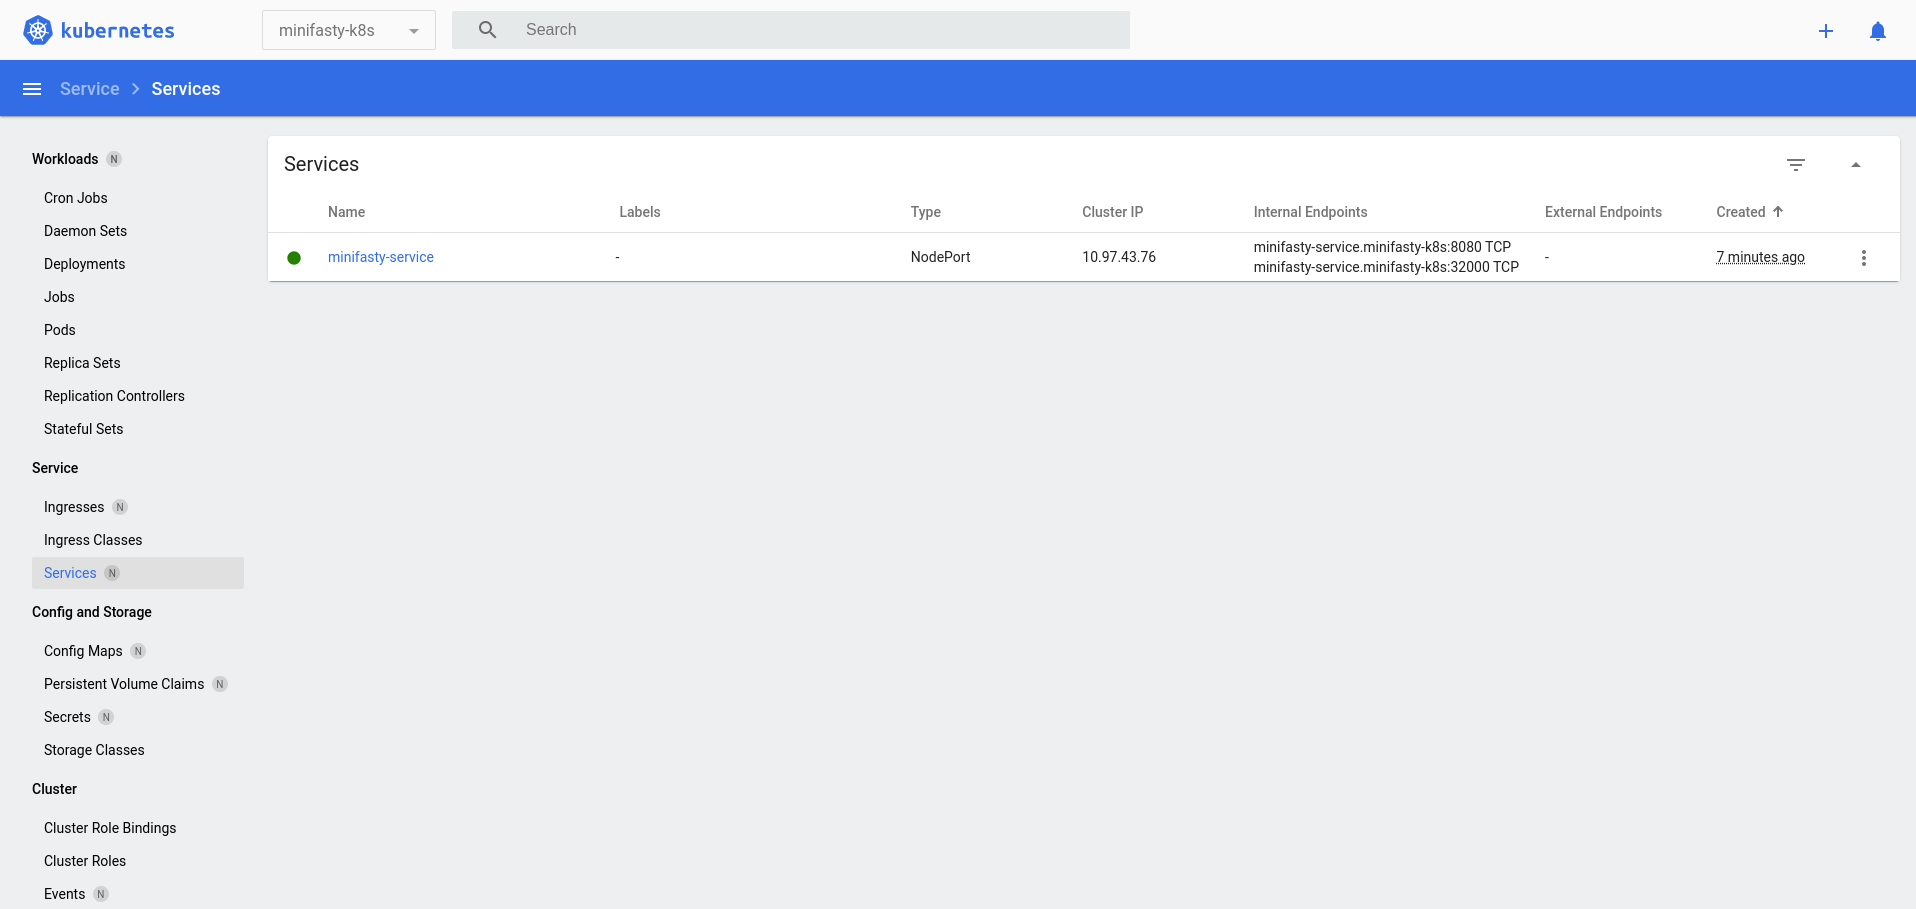 kubernetes
minifasty-k8s
Search
Service
Services
Workloads N
Cron Jobs
Daemon Sets
Deployments
Jobs
Pods
Replica Sets
Replication Controllers
Stateful Sets
Service
Ingresses N
Ingress Classes
Services N
Config and Storage
Config Maps N
Persistent Volume Claims N
Secrets N
Storage Classes
Cluster
Cluster Role Bindings
Cluster Roles
Events N
Services
Name Labels Type Cluster IP Internal Endpoints External Endpoints Created
minifasty-service - NodePort 10.97.43.76 minifasty-service.minifasty-k8s:8080 TCP - 7 minutes ago
minifasty-service.minifasty-k8s:32000 TCP